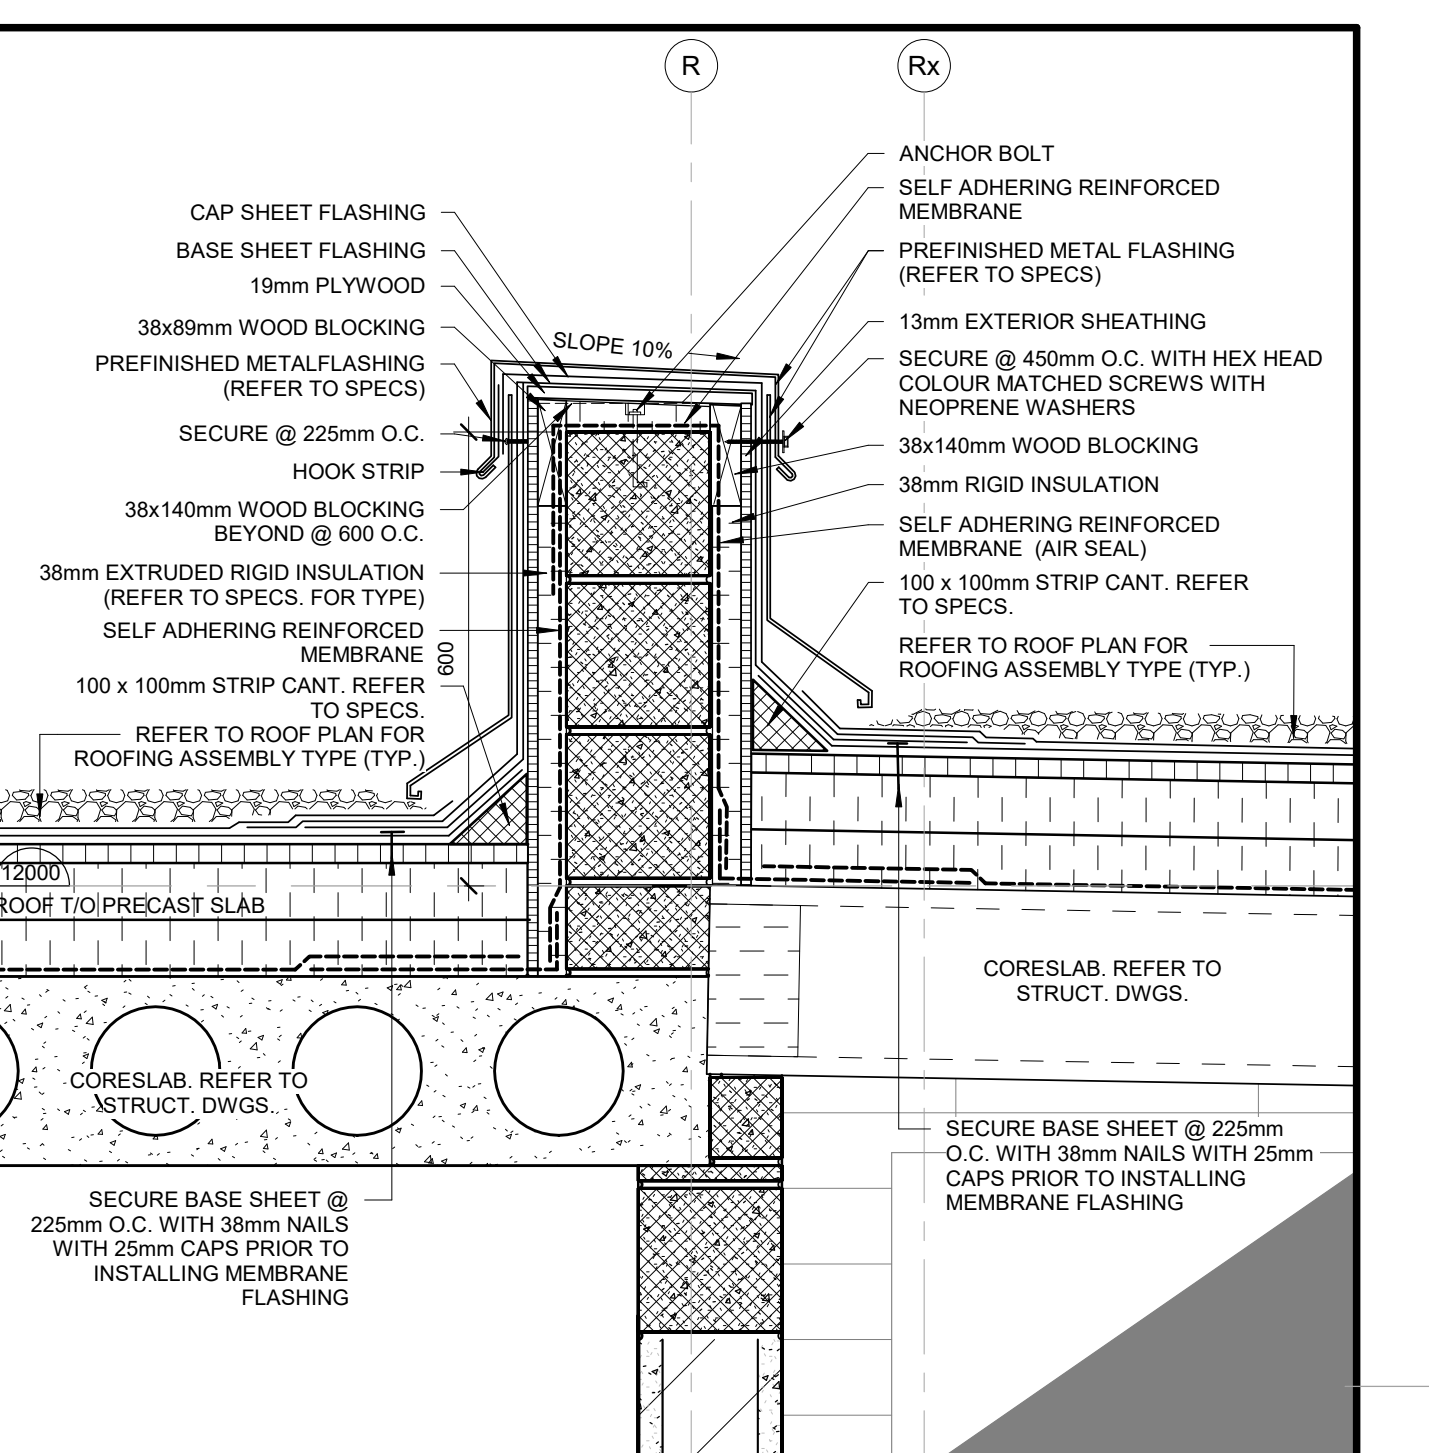 R
Rx
CAP SHEET FLASHING
BASE SHEET FLASHING
19mm PLYWOOD
38x89mm WOOD BLOCKING
PREFINISHED METALFLASHING
(REFER TO SPECS)
SECURE @ 225mm O.C.
HOOK STRIP
38x140mm WOOD BLOCKING
BEYOND @ 600 O.C.
38mm EXTRUDED RIGID INSULATION
(REFER TO SPECS. FOR TYPE)
SELF ADHERING REINFORCED
MEMBRANE
100 x 100mm STRIP CANT. REFER
TO SPECS.
REFER TO ROOF PLAN FOR
ROOFING ASSEMBLY TYPE (TYP.)
600
SLOPE 10%
ANCHOR BOLT
SELF ADHERING REINFORCED
MEMBRANE
PREFINISHED METAL FLASHING
(REFER TO SPECS)
13mm EXTERIOR SHEATHING
SECURE @ 450mm O.C. WITH HEX HEAD
COLOUR MATCHED SCREWS WITH
NEOPRENE WASHERS
38x140mm WOOD BLOCKING
38mm RIGID INSULATION
SELF ADHERING REINFORCED
MEMBRANE (AIR SEAL)
100 x 100mm STRIP CANT. REFER
TO SPECS.
REFER TO ROOF PLAN FOR
ROOFING ASSEMBLY TYPE (TYP.)
12000
ROOF T/O PRECAST SLAB
CORESLAB. REFER TO
STRUCT. DWGS.
CORESLAB. REFER TO
STRUCT. DWGS.
SECURE BASE SHEET @
225mm O.C. WITH 38mm NAILS
WITH 25mm CAPS PRIOR TO
INSTALLING MEMBRANE
FLASHING
SECURE BASE SHEET @ 225mm
O.C. WITH 38mm NAILS WITH 25mm
CAPS PRIOR TO INSTALLING
MEMBRANE FLASHING